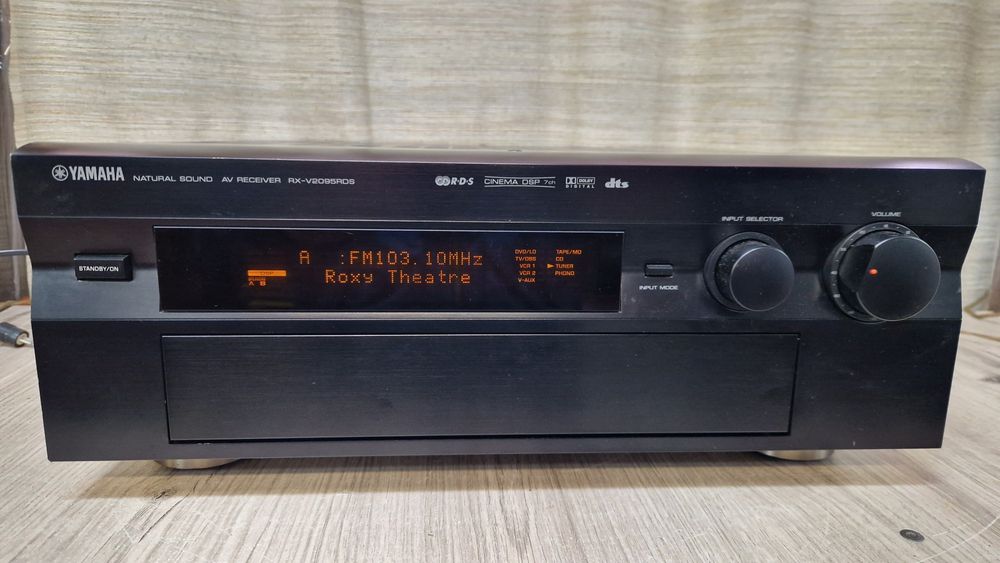 YAMAHA NATURAL SOUND AV RECEIVER RX-V2095RDS
R·D·S CINEMA DSP 7ch DOLBY DIGITAL dts
STANDBY/ON
A :FM103.10MHz
Roxy Theatre
DSP
A B
DVD/LD TAPE/MD
TV/DBS CD
VCR 1 ▶ TUNER
VCR 2 PHONO
V-AUX
INPUT MODE
INPUT SELECTOR
VOLUME